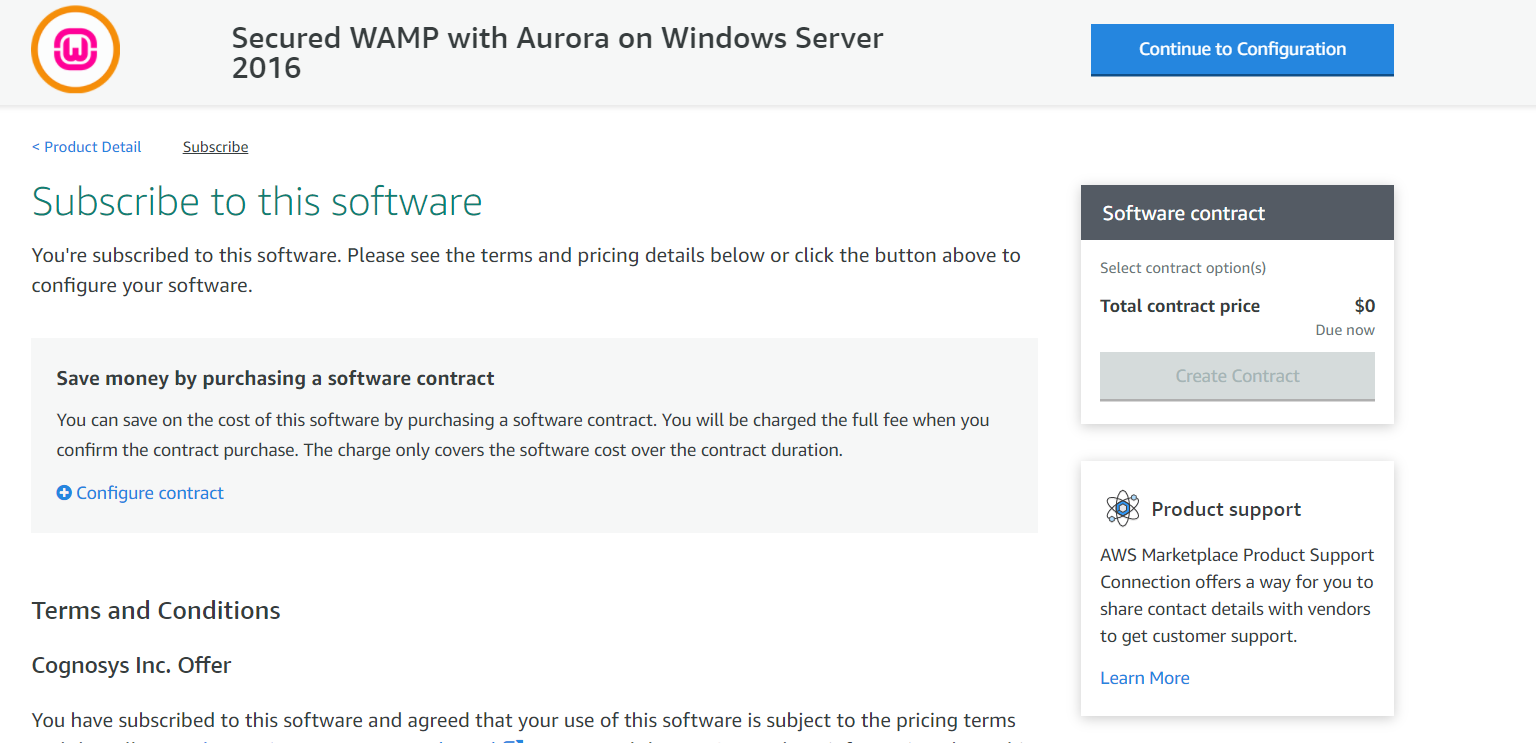 Secured WAMP with Aurora on Windows Server
2016
Continue to Configuration
< Product Detail
Subscribe
Subscribe to this software
You're subscribed to this software. Please see the terms and pricing details below or click the button above to
configure your software.
Save money by purchasing a software contract
You can save on the cost of this software by purchasing a software contract. You will be charged the full fee when you
confirm the contract purchase. The charge only covers the software cost over the contract duration.
Configure contract
Terms and Conditions
Cognosys Inc. Offer
You have subscribed to this software and agreed that your use of this software is subject to the pricing terms
Software contract
Select contract option(s)
Total contract price $0
Due now
Create Contract
Product support
AWS Marketplace Product Support
Connection offers a way for you to
share contact details with vendors
to get customer support.
Learn More